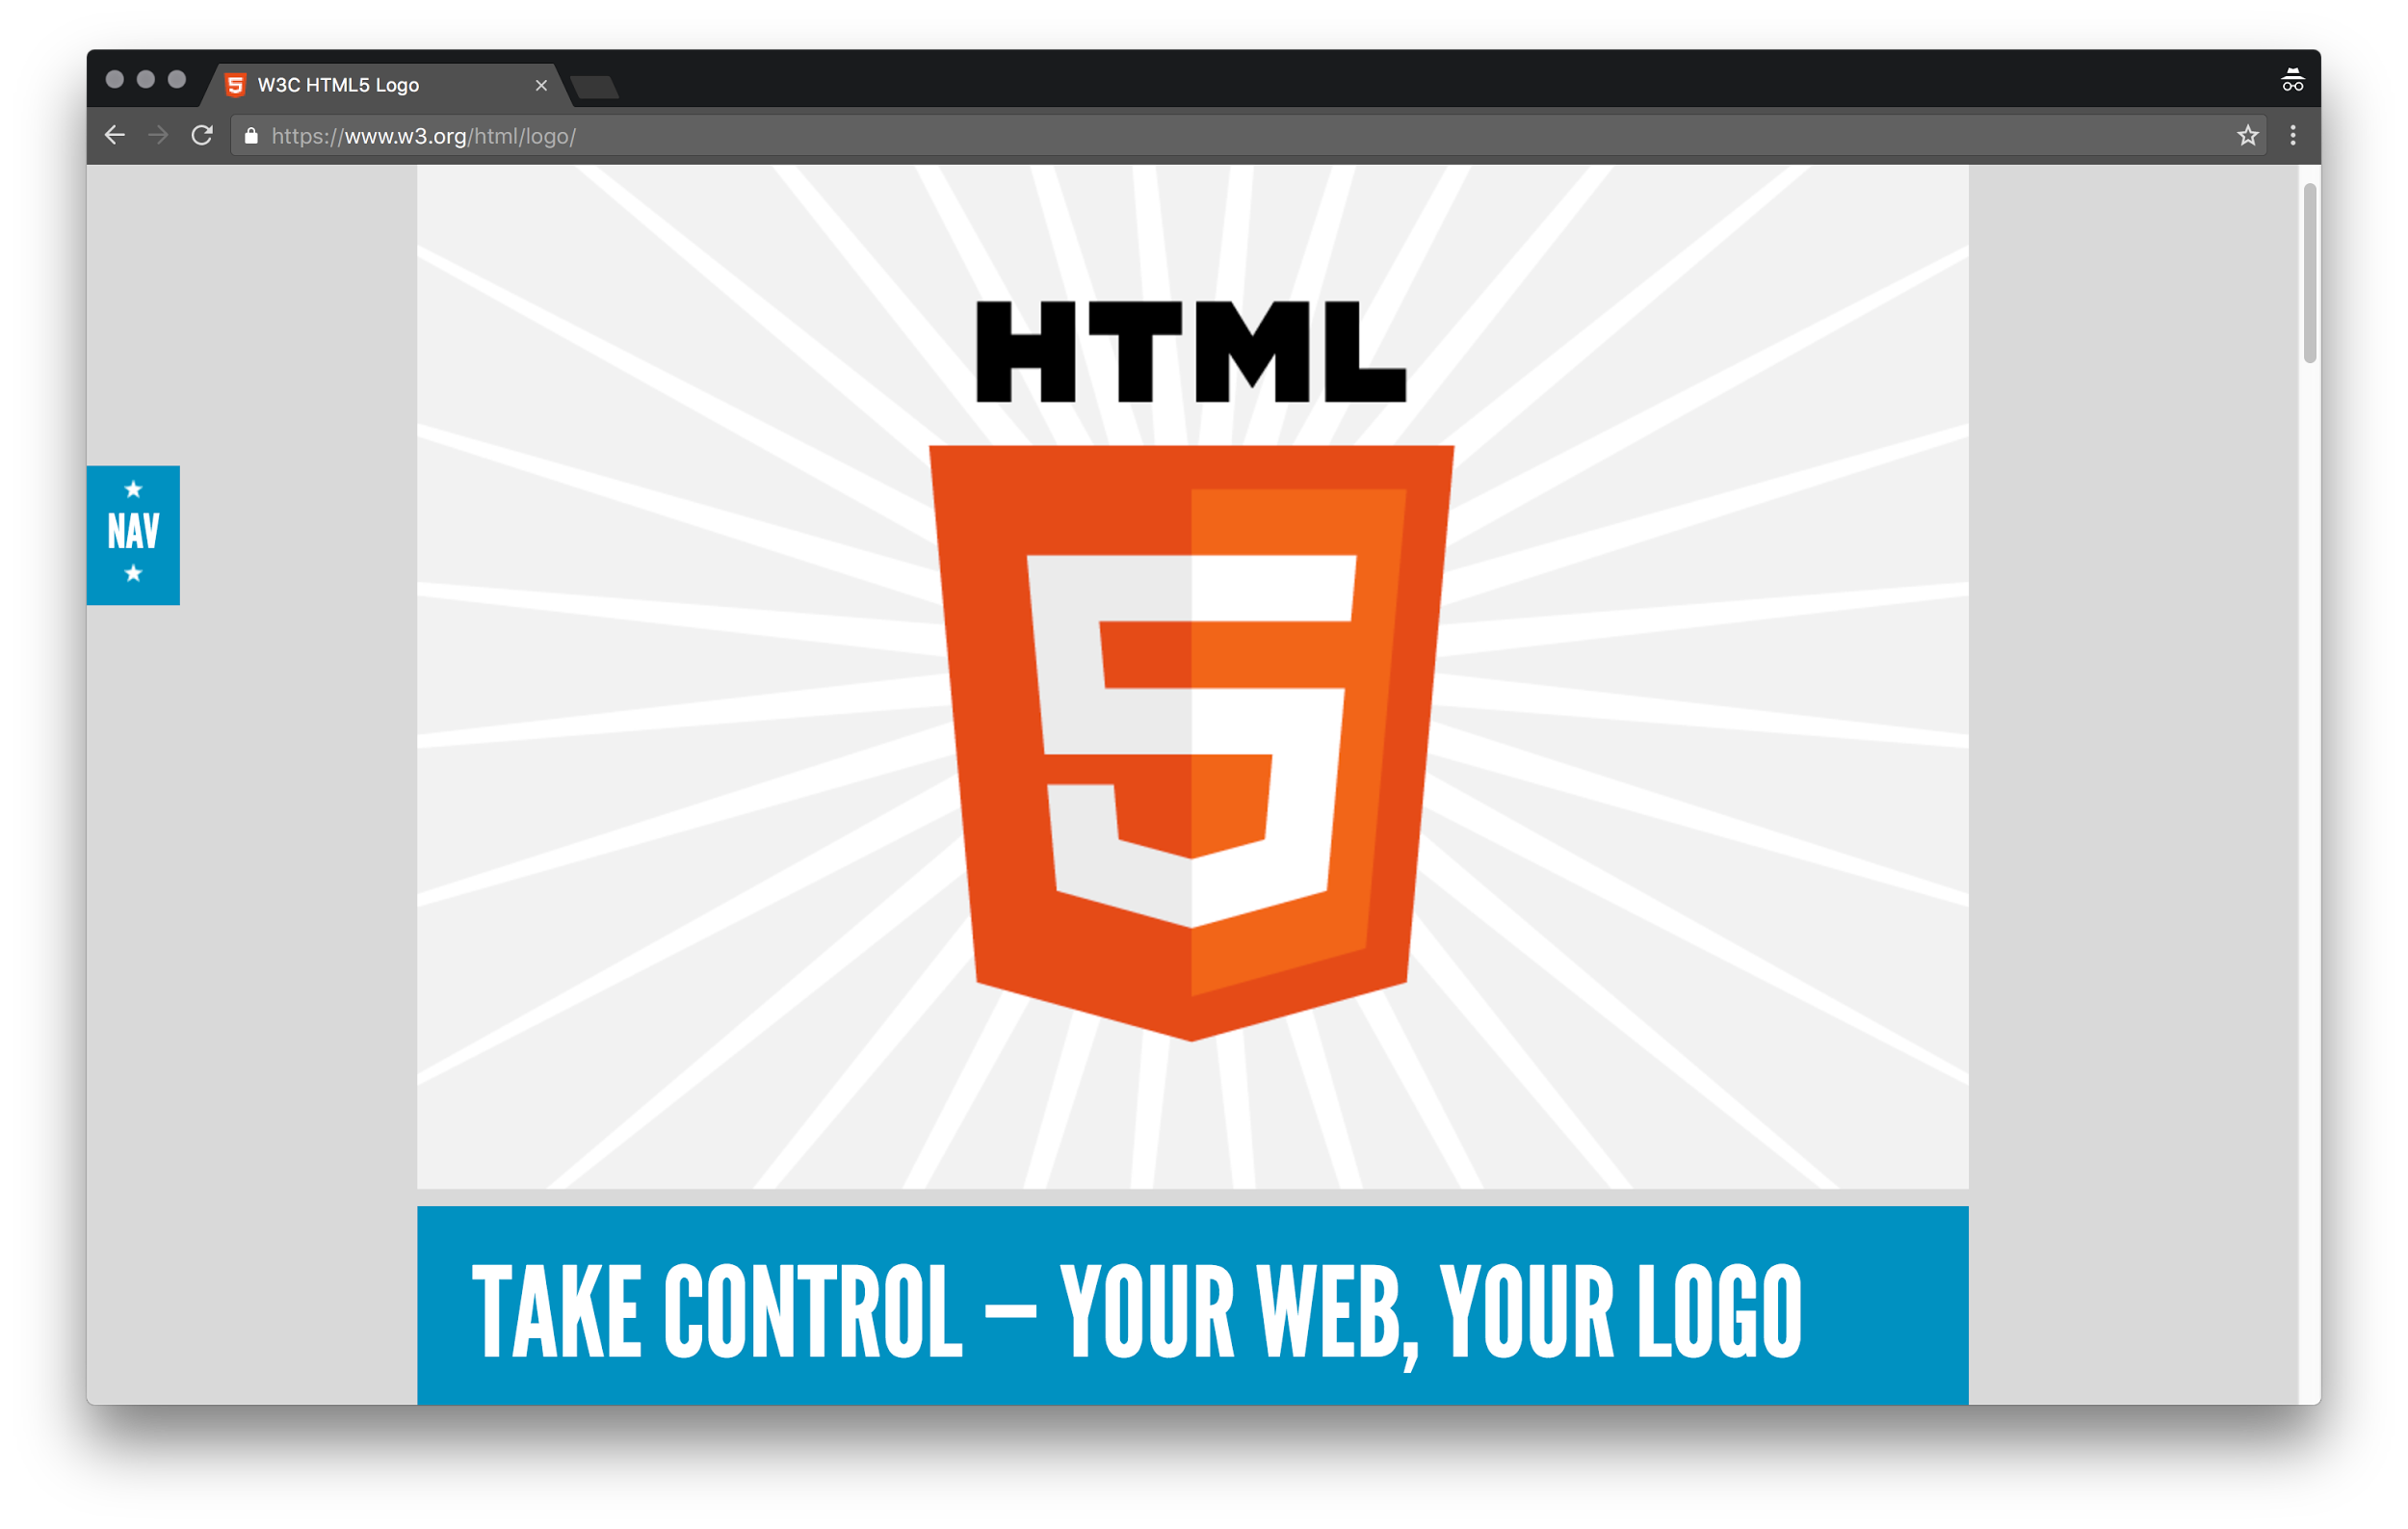 W3C HTML5 Logo
https://www.w3.org/html/logo/
HTML
5
NAV
TAKE CONTROL — YOUR WEB, YOUR LOGO